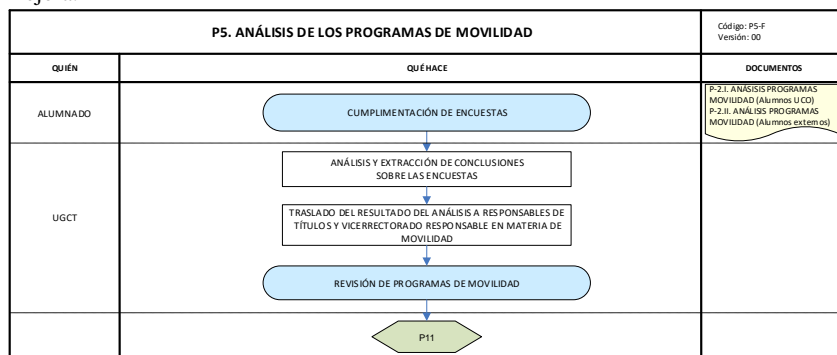 P5. ANÁLISIS DE LOS PROGRAMAS DE MOVILIDAD
Código: P5-F
Versión: 00
QUIÉN
QUÉ HACE
DOCUMENTOS
ALUMNADO
CUMPLIMENTACIÓN DE ENCUESTAS
P-2.I. ANÁSISIS PROGRAMAS
MOVILIDAD (Alumnos UCO)
P-2.II. ANÁLISIS PROGRAMAS
MOVILIDAD (Alumnos externos)
UGCT
ANÁLISIS Y EXTRACCIÓN DE CONCLUSIONES
SOBRE LAS ENCUESTAS
TRASLADO DEL RESULTADO DEL ANÁLISIS A RESPONSABLES DE
TÍTULOS Y VICERRECTORADO RESPONSABLE EN MATERIA DE
MOVILIDAD
REVISIÓN DE PROGRAMAS DE MOVILIDAD
P11